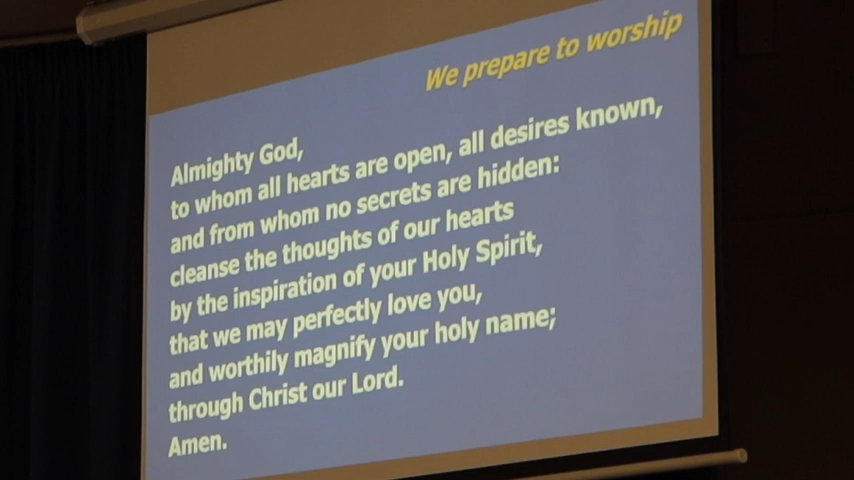 We prepare to worship
Almighty God,
to whom all hearts are open, all desires known,
and from whom no secrets are hidden:
cleanse the thoughts of our hearts
by the inspiration of your Holy Spirit,
that we may perfectly love you,
and worthily magnify your holy name;
through Christ our Lord.
Amen.